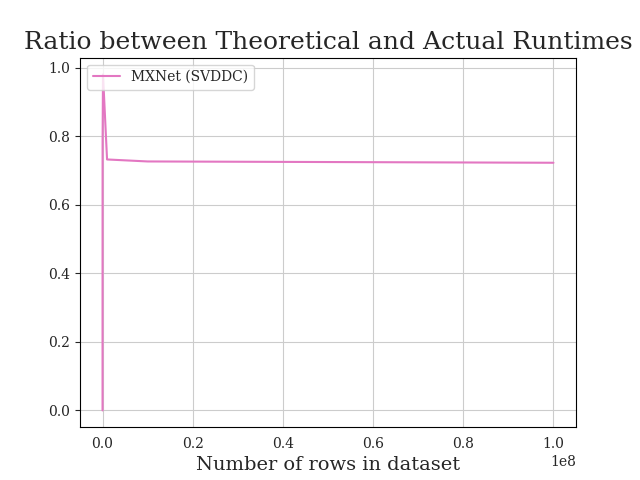 Ratio between Theoretical and Actual Runtimes
MXNet (SVDDC)
1.0
0.8
0.6
0.4
0.2
0.0
0.0 0.2 0.4 0.6 0.8 1.0
1e8
Number of rows in dataset